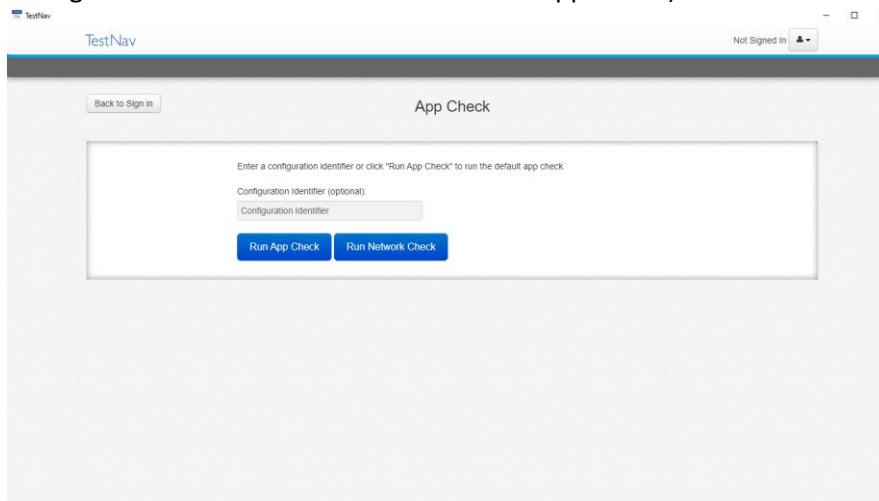 TestNav
TestNav
Not Signed In
Back to Sign in
App Check
Enter a configuration identifier or click "Run App Check" to run the default app check.
Configuration Identifier (optional):
Configuration Identifier
Run App Check
Run Network Check